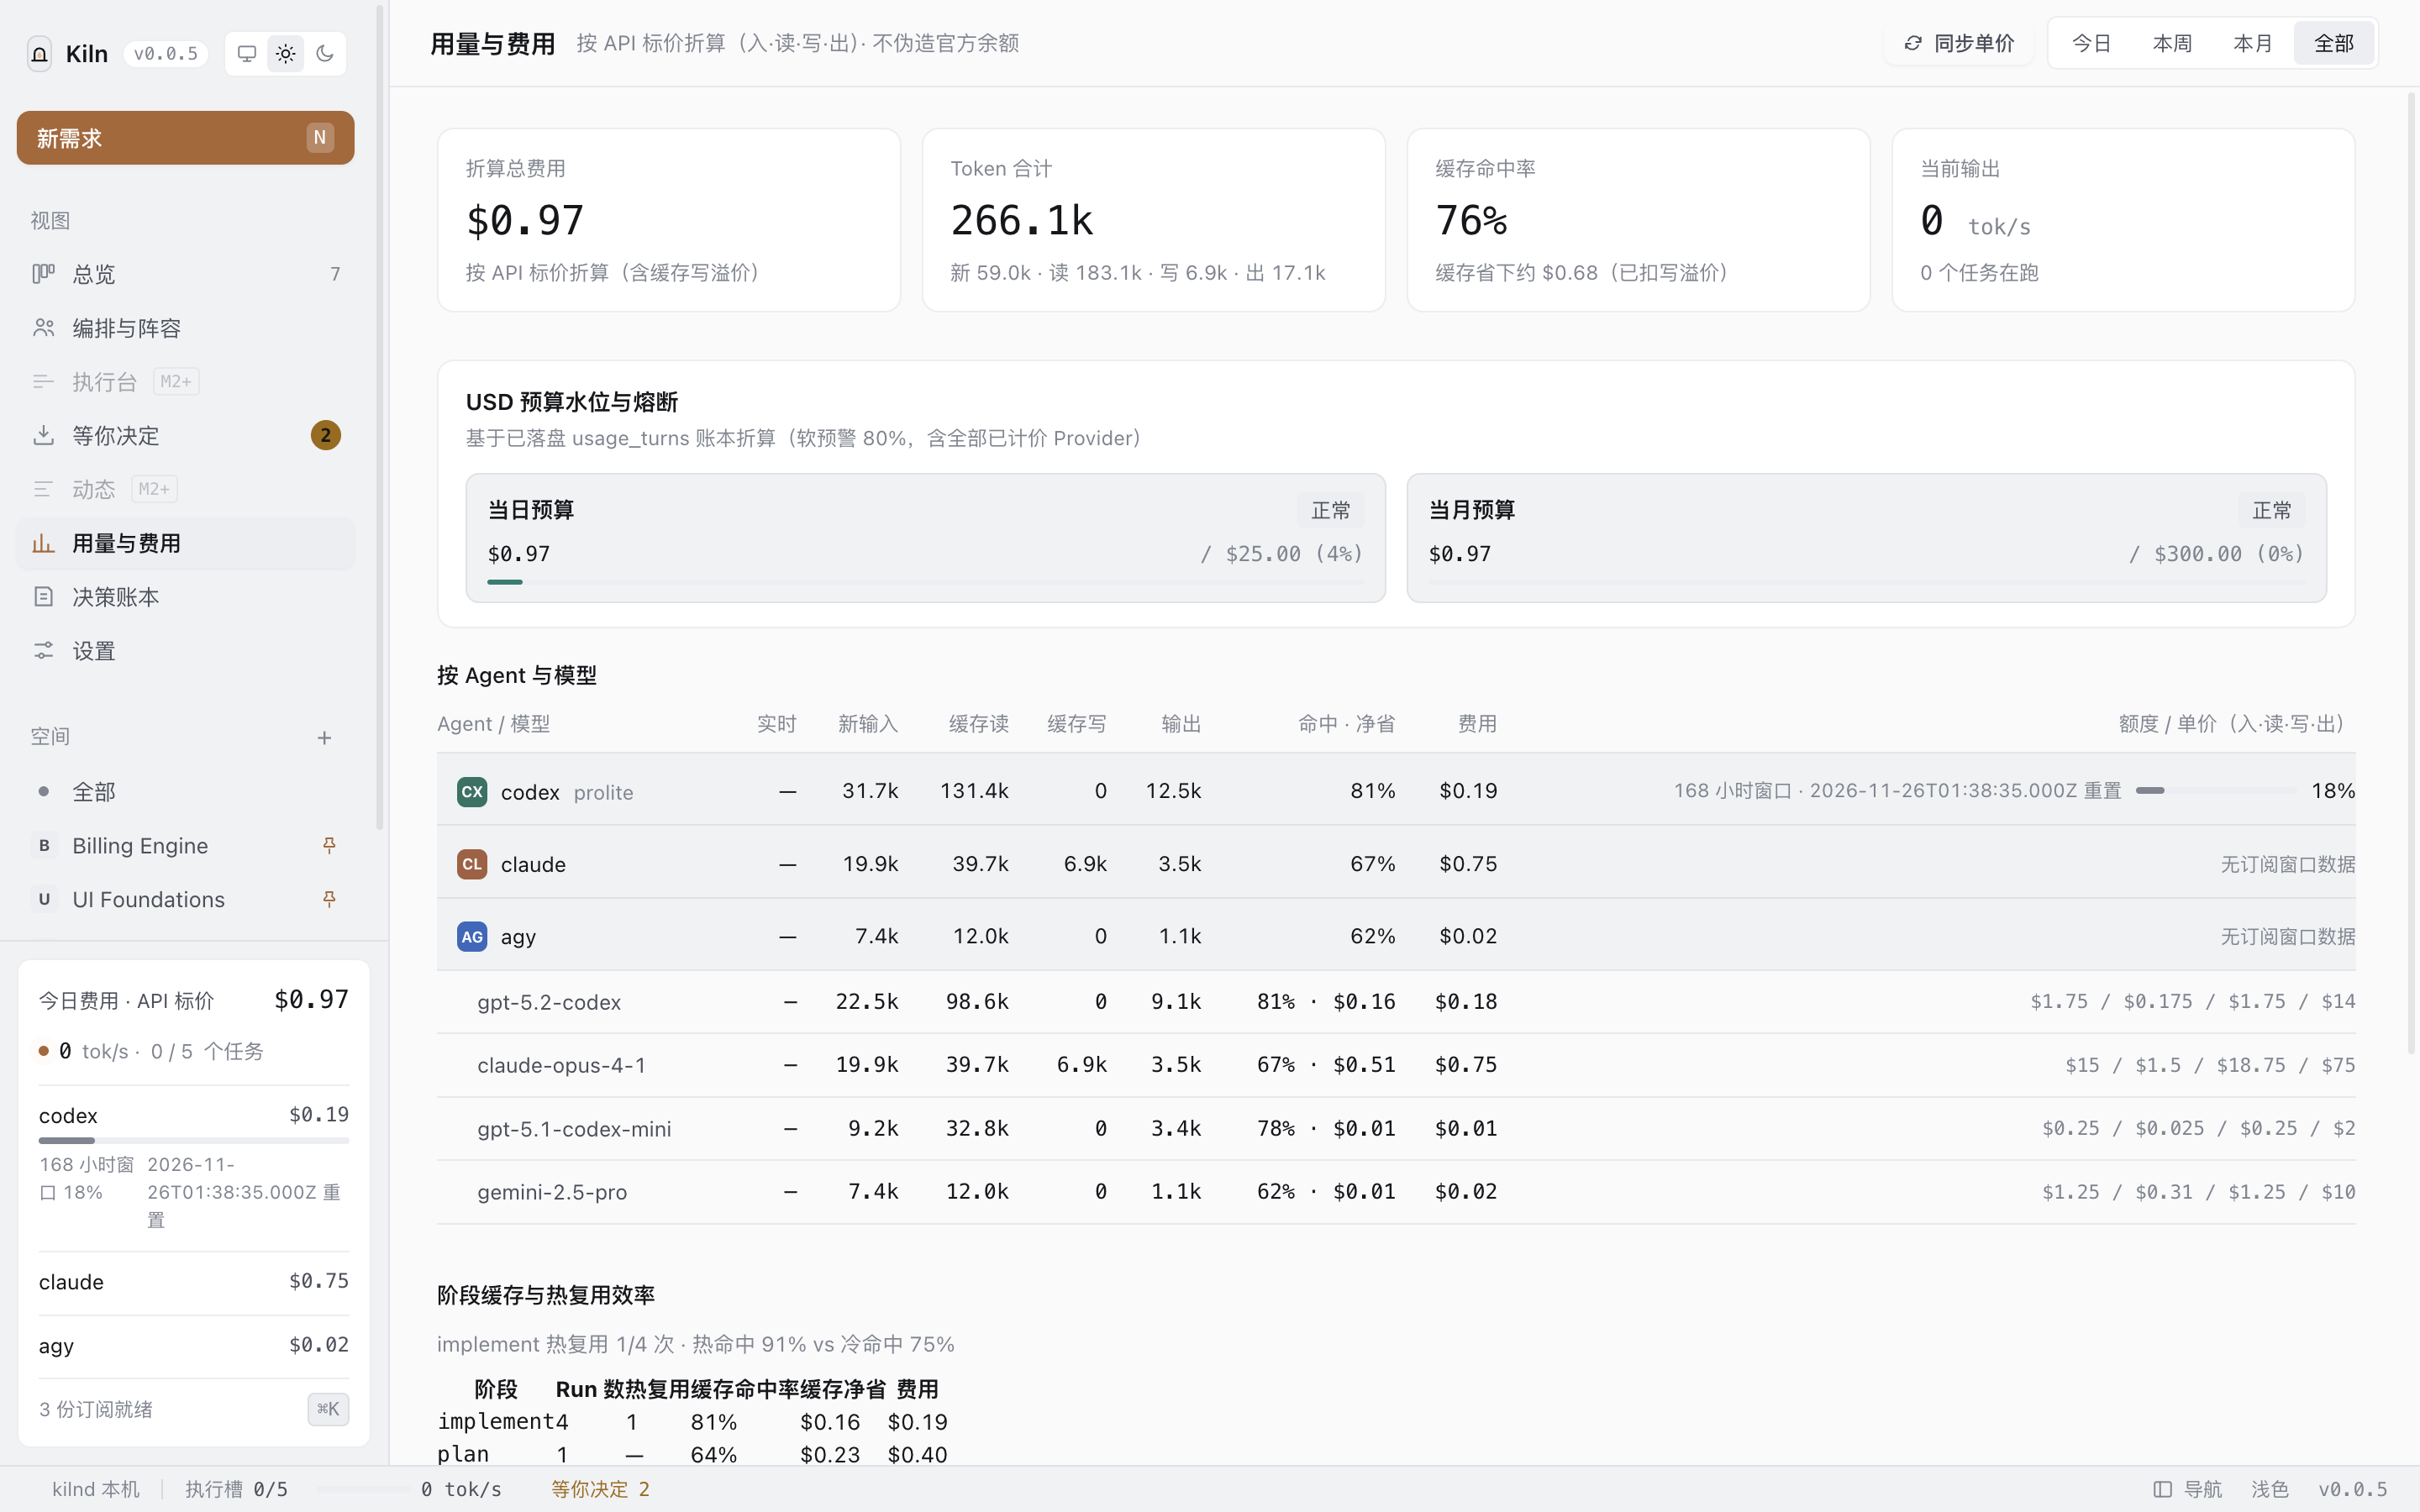 Kiln v0.0.5
新需求 N
视图
总览 7
编排与阵容
执行台 M2+
等你决定 2
动态 M2+
用量与费用
决策账本
设置
空间 +
全部
B Billing Engine
U UI Foundations
今日费用 · API 标价 $0.97
0 tok/s · 0 / 5 个任务
codex $0.19
168 小时窗口 18% 2026-11-26T01:38:35.000Z 重置
claude $0.75
agy $0.02
3 份订阅就绪 ⌘K
用量与费用 按 API 标价折算（入·读·写·出）· 不伪造官方余额
同步单价 今日 本周 本月 全部
折算总费用
$0.97
按 API 标价折算（含缓存写溢价）
Token 合计
266.1k
新 59.0k · 读 183.1k · 写 6.9k · 出 17.1k
缓存命中率
76%
缓存省下约 $0.68（已扣写溢价）
当前输出
0 tok/s
0 个任务在跑
USD 预算水位与熔断
基于已落盘 usage_turns 账本折算（软预警 80%，含全部已计价 Provider）
当日预算 正常
$0.97 / $25.00 (4%)
当月预算 正常
$0.97 / $300.00 (0%)
按 Agent 与模型
Agent / 模型 实时 新输入 缓存读 缓存写 输出 命中 · 净省 费用 额度 / 单价（入·读·写·出）
CX codex prolite — 31.7k 131.4k 0 12.5k 81% $0.19 168 小时窗口 · 2026-11-26T01:38:35.000Z 重置 18%
CL claude — 19.9k 39.7k 6.9k 3.5k 67% $0.75 无订阅窗口数据
AG agy — 7.4k 12.0k 0 1.1k 62% $0.02 无订阅窗口数据
gpt-5.2-codex — 22.5k 98.6k 0 9.1k 81% · $0.16 $0.18 $1.75 / $0.175 / $1.75 / $14
claude-opus-4-1 — 19.9k 39.7k 6.9k 3.5k 67% · $0.51 $0.75 $15 / $1.5 / $18.75 / $75
gpt-5.1-codex-mini — 9.2k 32.8k 0 3.4k 78% · $0.01 $0.01 $0.25 / $0.025 / $0.25 / $2
gemini-2.5-pro — 7.4k 12.0k 0 1.1k 62% · $0.01 $0.02 $1.25 / $0.31 / $1.25 / $10
阶段缓存与热复用效率
implement 热复用 1/4 次 · 热命中 91% vs 冷命中 75%
阶段 Run 数 热复用 缓存命中率 缓存净省 费用
implement 4 1 81% $0.16 $0.19
plan 1 — 64% $0.23 $0.40
kilnd 本机 执行槽 0/5 0 tok/s 等你决定 2 导航 浅色 v0.0.5